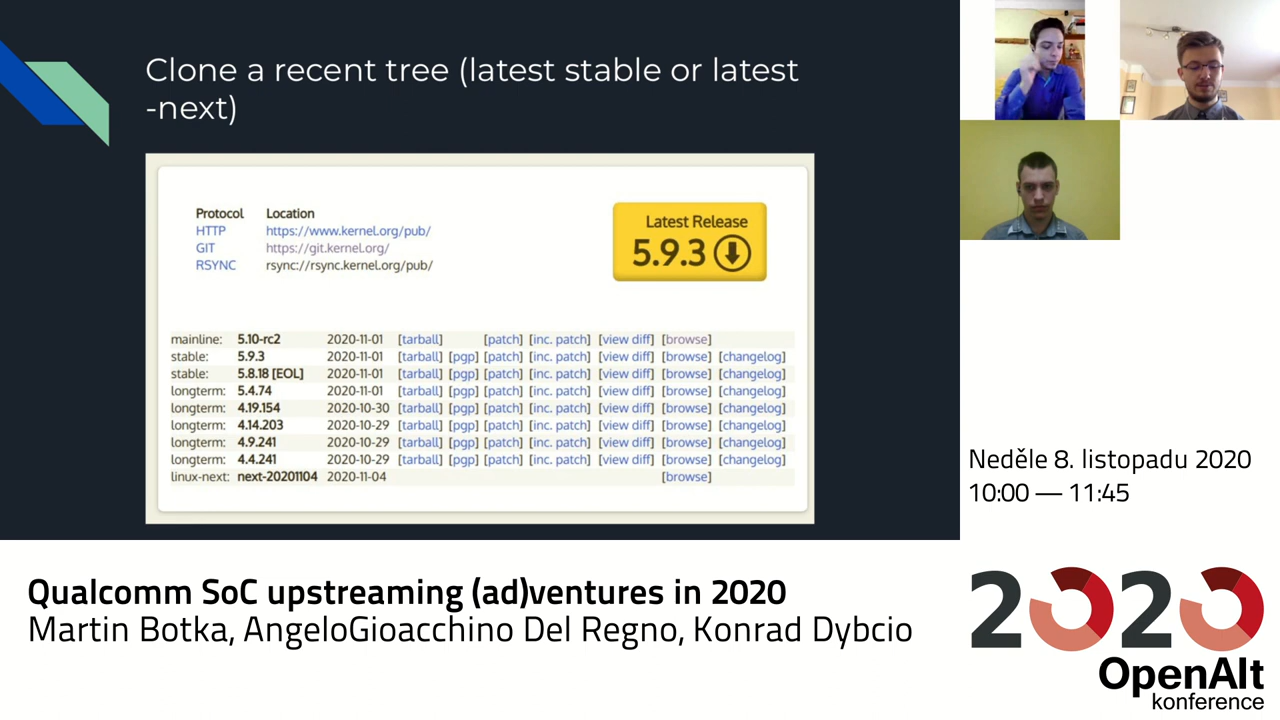 Clone a recent tree (latest stable or latest
-next)
Protocol Location
HTTP https://www.kernel.org/pub/
GIT https://git.kernel.org/
RSYNC rsync://rsync.kernel.org/pub/
Latest Release
5.9.3
mainline: 5.10-rc2 2020-11-01 [tarball] [patch] [inc. patch] [view diff] [browse]
stable: 5.9.3 2020-11-01 [tarball] [pgp] [patch] [inc. patch] [view diff] [browse] [changelog]
stable: 5.8.18 [EOL] 2020-11-01 [tarball] [pgp] [patch] [inc. patch] [view diff] [browse] [changelog]
longterm: 5.4.74 2020-11-01 [tarball] [pgp] [patch] [inc. patch] [view diff] [browse] [changelog]
longterm: 4.19.154 2020-10-30 [tarball] [pgp] [patch] [inc. patch] [view diff] [browse] [changelog]
longterm: 4.14.203 2020-10-29 [tarball] [pgp] [patch] [inc. patch] [view diff] [browse] [changelog]
longterm: 4.9.241 2020-10-29 [tarball] [pgp] [patch] [inc. patch] [view diff] [browse] [changelog]
longterm: 4.4.241 2020-10-29 [tarball] [pgp] [patch] [inc. patch] [view diff] [browse] [changelog]
linux-next: next-20201104 2020-11-04 [browse]
Neděle 8. listopadu 2020
10:00 — 11:45
Qualcomm SoC upstreaming (ad)ventures in 2020
Martin Botka, AngeloGioacchino Del Regno, Konrad Dybcio
2020
OpenAlt
konference